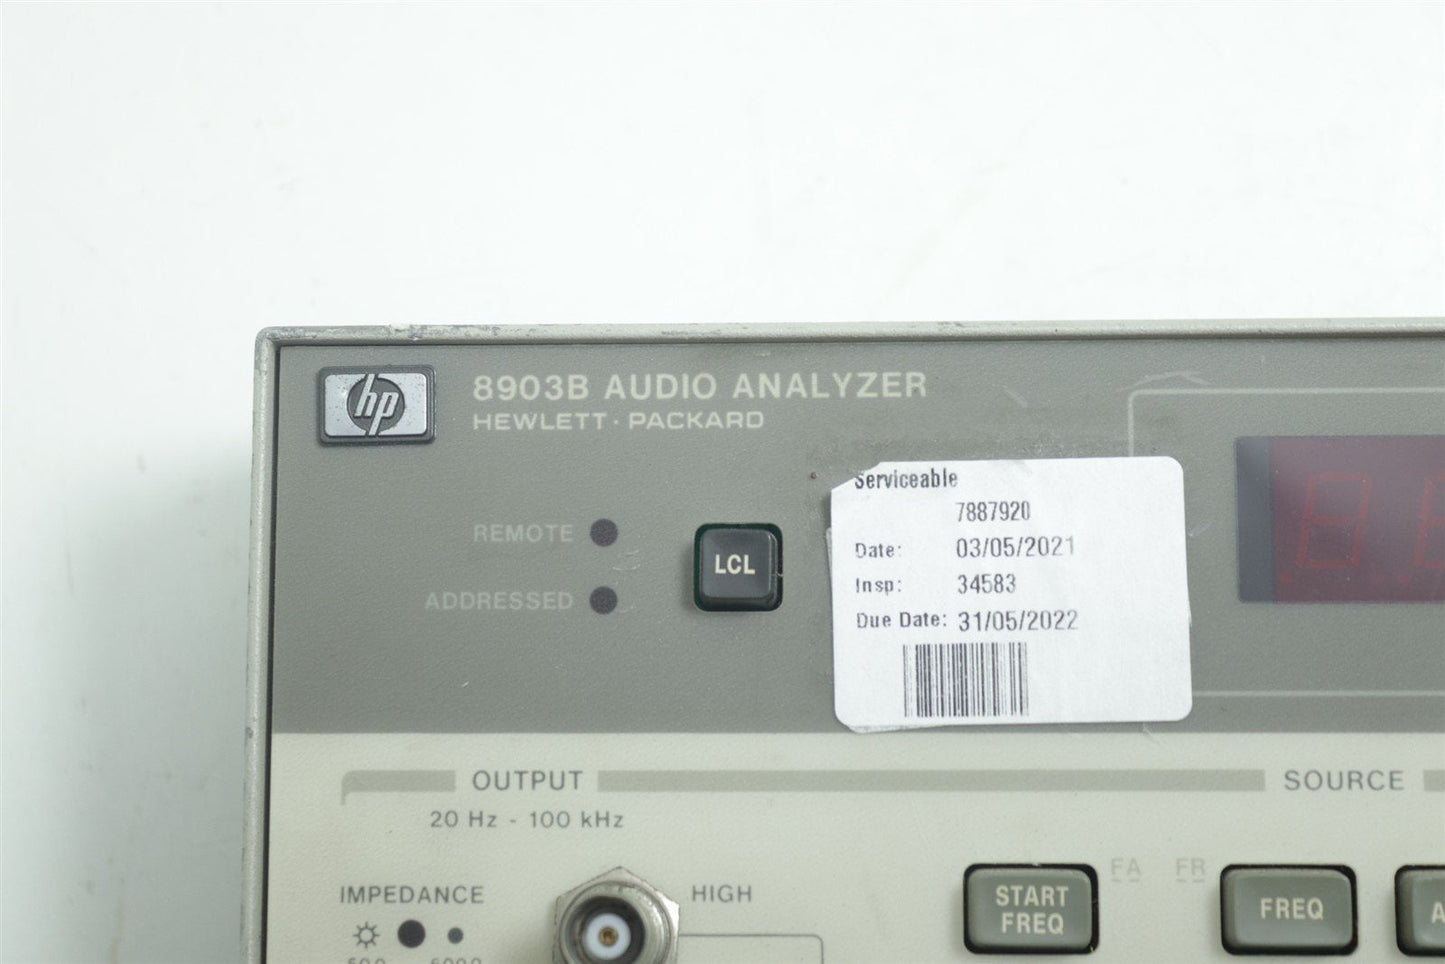 hp
8903B AUDIO ANALYZER
HEWLETT · PACKARD
REMOTE
ADDRESSED
LCL
Serviceable
7887920
Date: 03/05/2021
Insp: 34583
Due Date: 31/05/2022
OUTPUT
SOURCE
20 Hz - 100 kHz
IMPEDANCE
HIGH
START
FREQ
FA
FR
FREQ